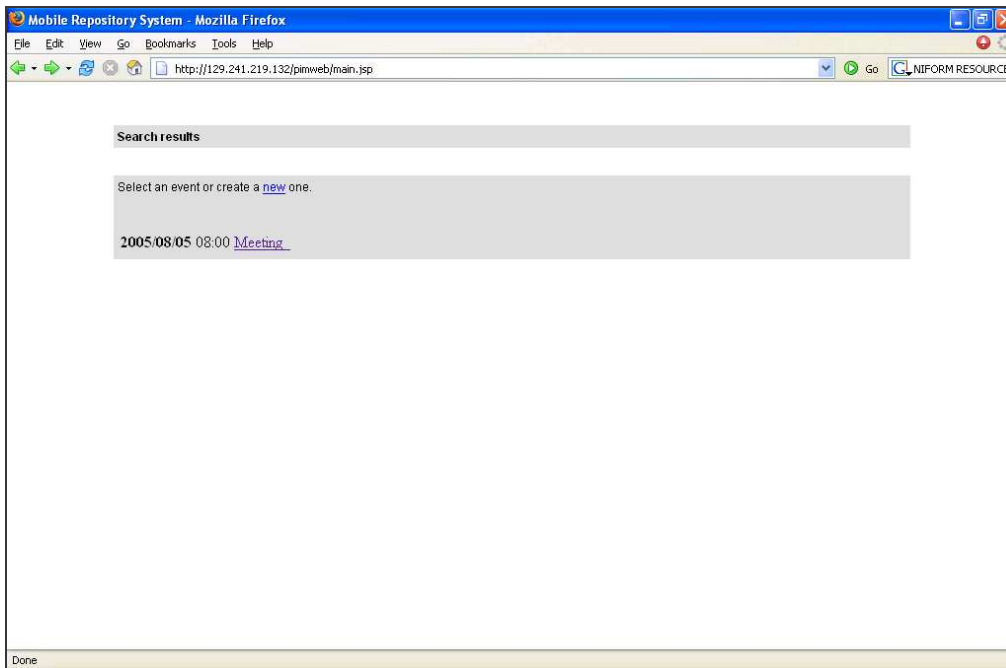 Mobile Repository System - Mozilla Firefox
File Edit View Go Bookmarks Tools Help
http://129.241.219.132/pimweb/main.jsp Go G NIFORM RESOURCE
Search results
Select an event or create a new one.
2005/08/05 08:00 Meeting
Done